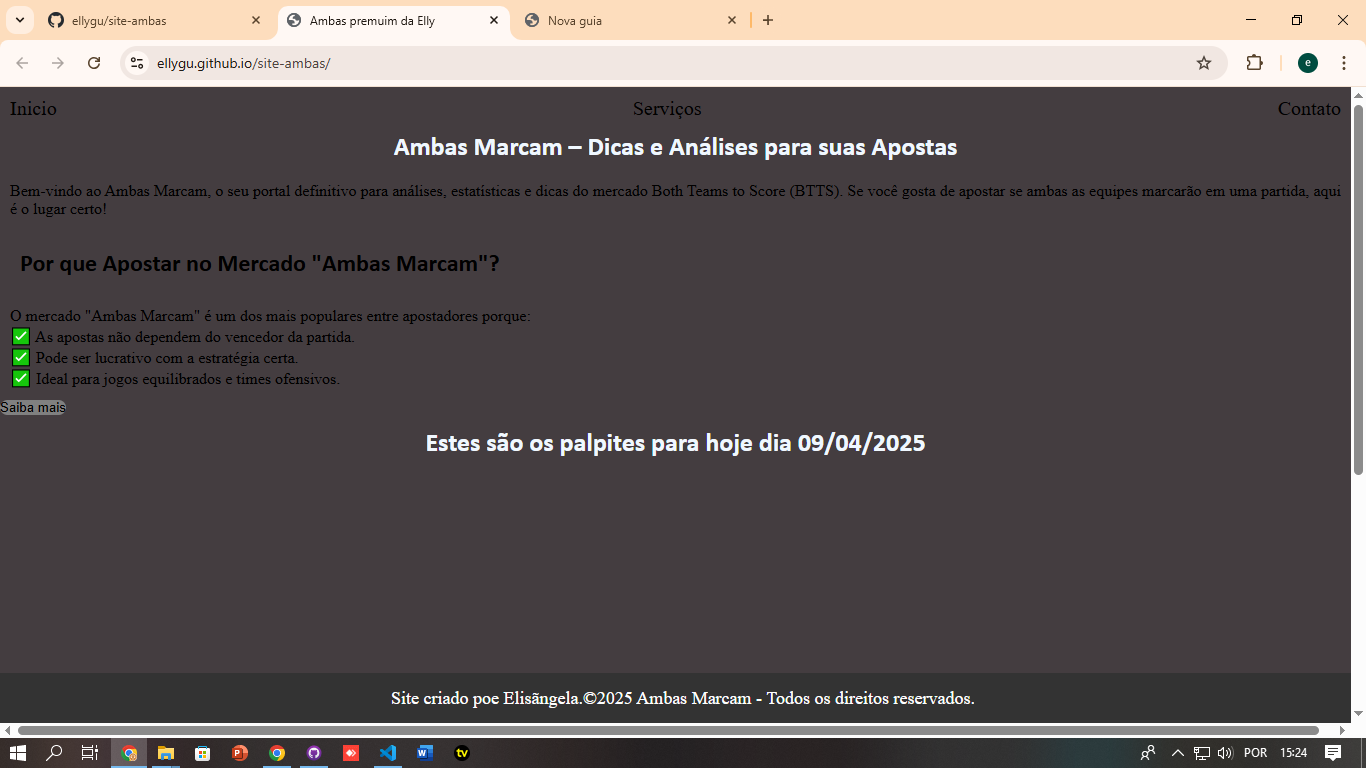 ellygu/site-ambas
Ambas premuim da Elly
Nova guia
ellygu.github.io/site-ambas/
e
Inicio
Serviços
Contato
Ambas Marcam – Dicas e Análises para suas Apostas
Bem-vindo ao Ambas Marcam, o seu portal definitivo para análises, estatísticas e dicas do mercado Both Teams to Score (BTTS). Se você gosta de apostar se ambas as equipes marcarão em uma partida, aqui
é o lugar certo!
Por que Apostar no Mercado "Ambas Marcam"?
O mercado "Ambas Marcam" é um dos mais populares entre apostadores porque:
✅ As apostas não dependem do vencedor da partida.
✅ Pode ser lucrativo com a estratégia certa.
✅ Ideal para jogos equilibrados e times ofensivos.
Saiba mais
Estes são os palpites para hoje dia 09/04/2025
Site criado poe Elisãngela.©2025 Ambas Marcam - Todos os direitos reservados.
tv
POR
15:24